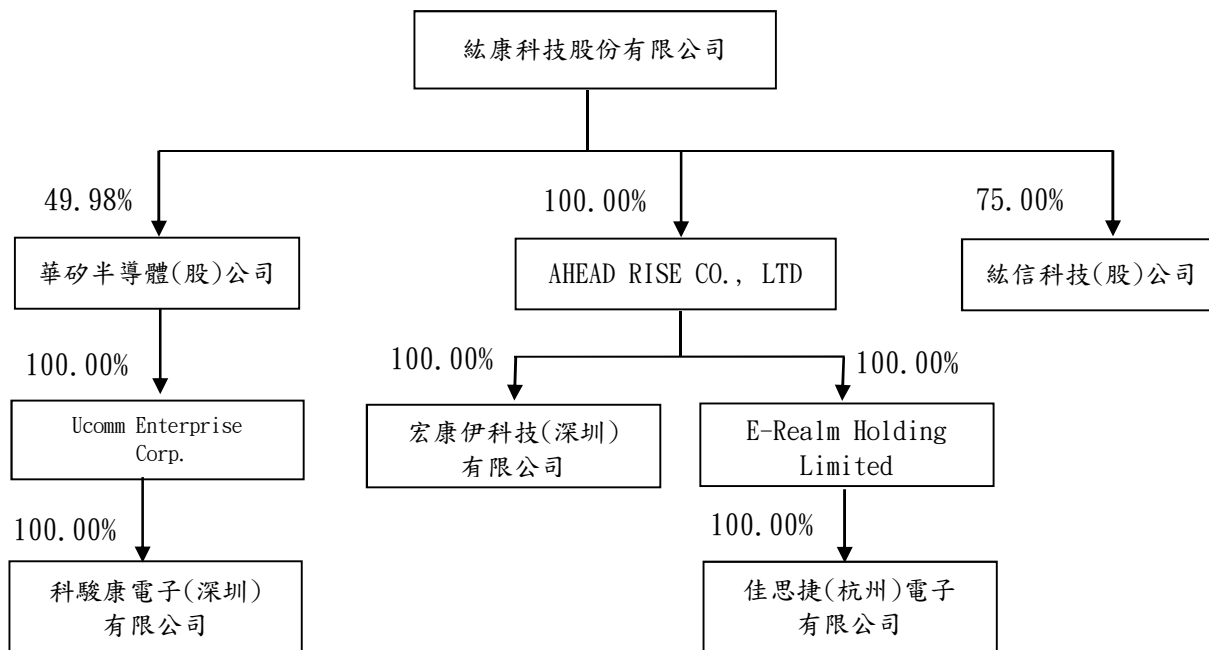 紘康科技股份有限公司
49.98%
100.00%
75.00%
華矽半導體(股)公司
AHEAD RISE CO., LTD
紘信科技(股)公司
100.00%
100.00%
100.00%
Ucomm Enterprise
Corp.
宏康伊科技(深圳)
有限公司
E-Realm Holding
Limited
100.00%
100.00%
科駿康電子(深圳)
有限公司
佳思捷(杭州)電子
有限公司